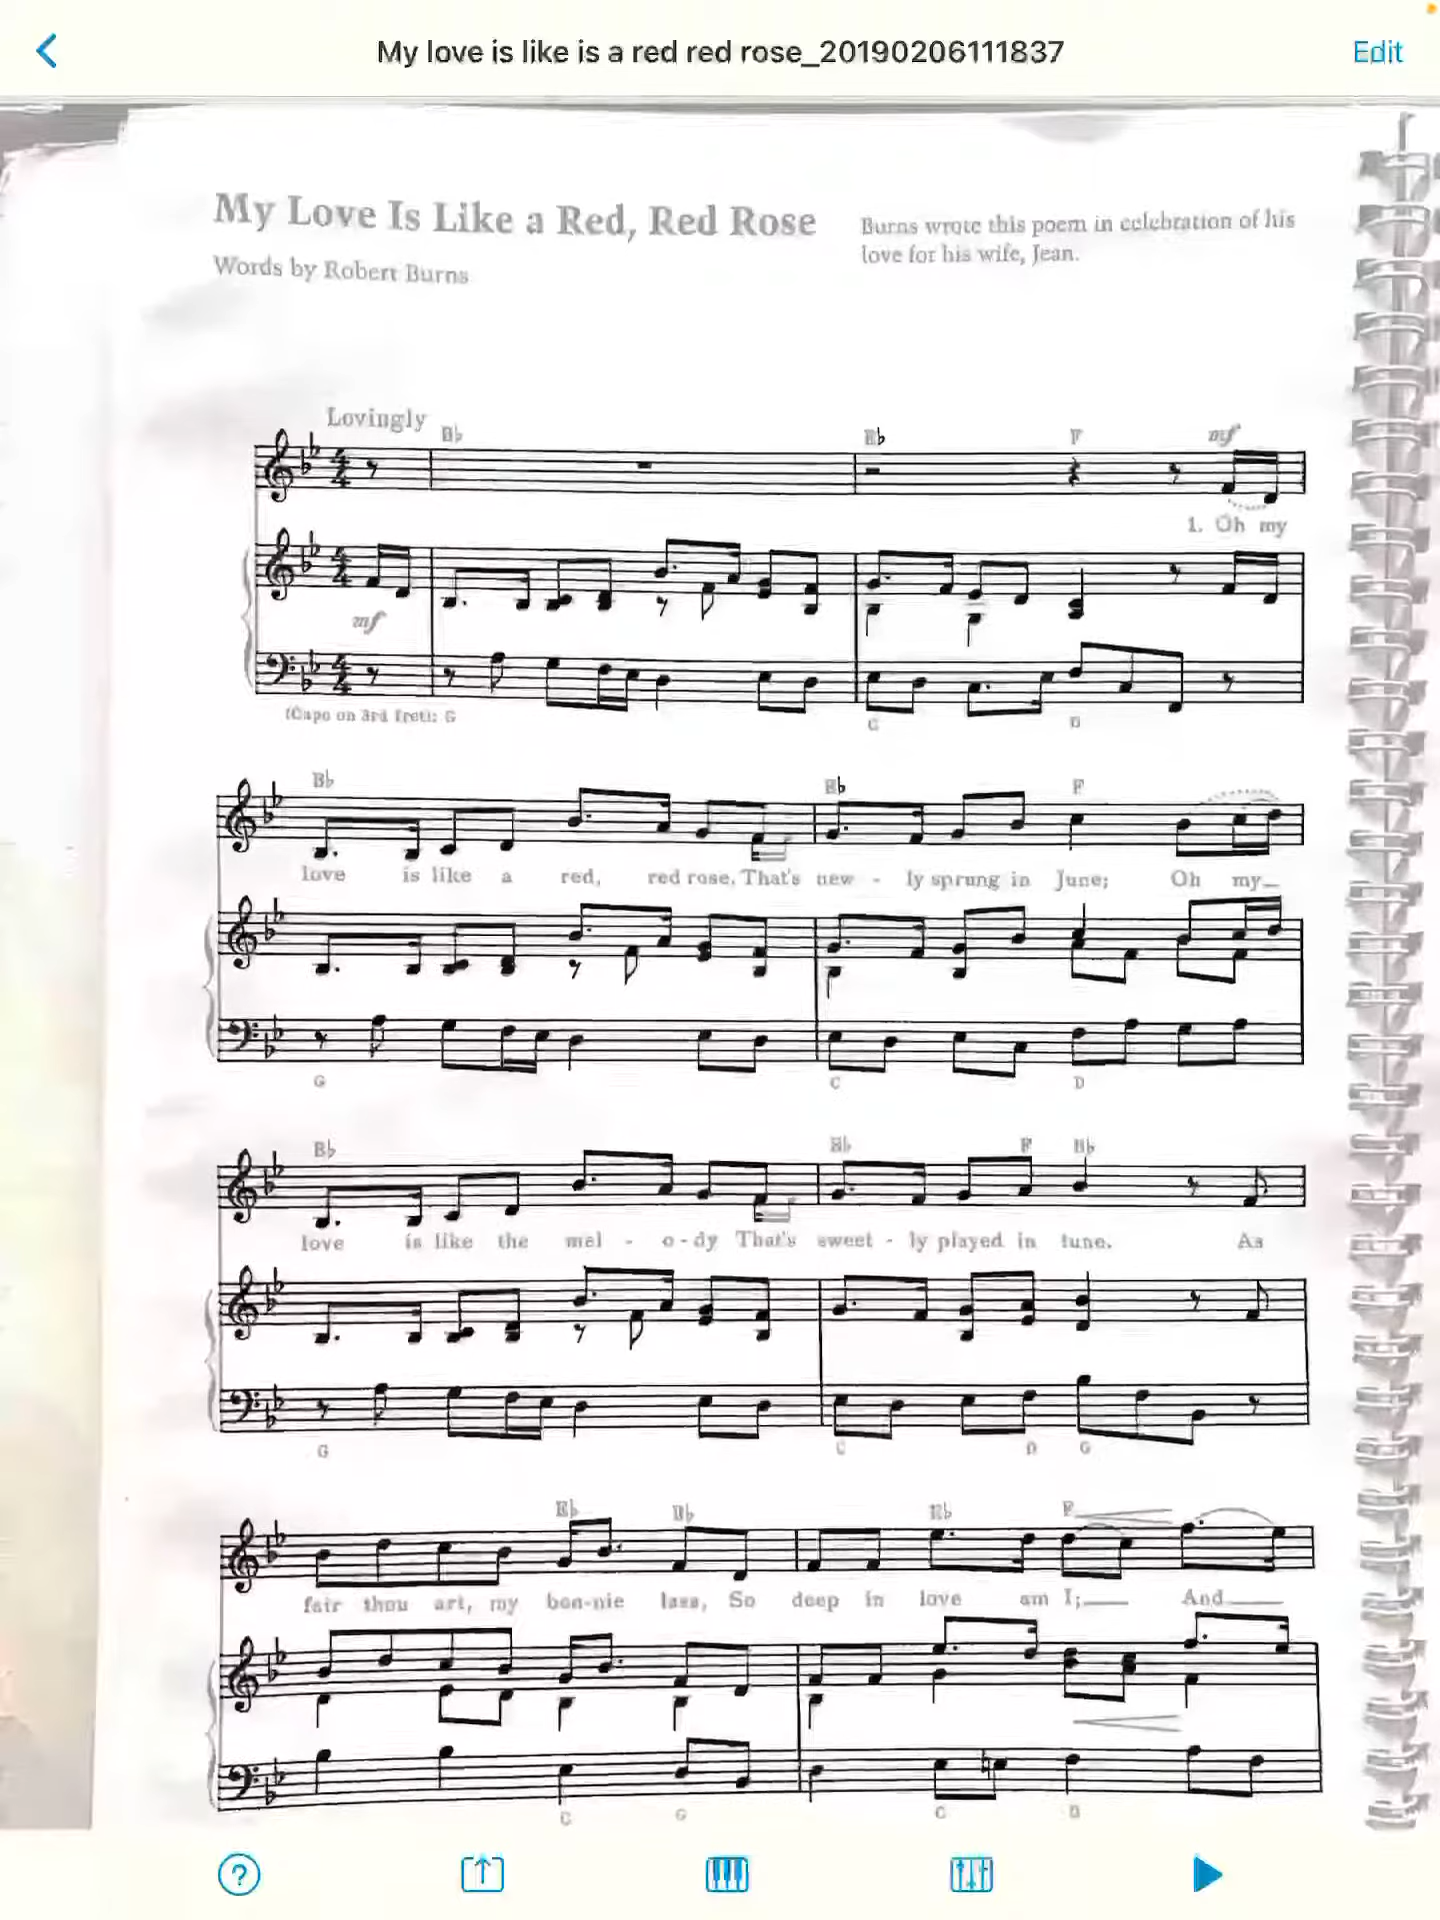 My love is like is a red red rose_20190206111837
Edit
My Love Is Like a Red, Red Rose
Burns wrote this poem in celebration of his
love for his wife, Jean.
Words by Robert Burns
Lovingly
B♭ E♭ F mf
1. Oh my
mf
(Capo on 3rd fret): G C D
B♭ E♭ F
love is like a red, red rose, That's new - ly sprung in June; Oh my
G C D
B♭ E♭ F B♭
love is like the mel - o - dy That's sweet - ly played in tune. As
G C D G
E♭ B♭ E♭ F
fair thou art, my bon-nie lass, So deep in love am I; And
C G C D
?